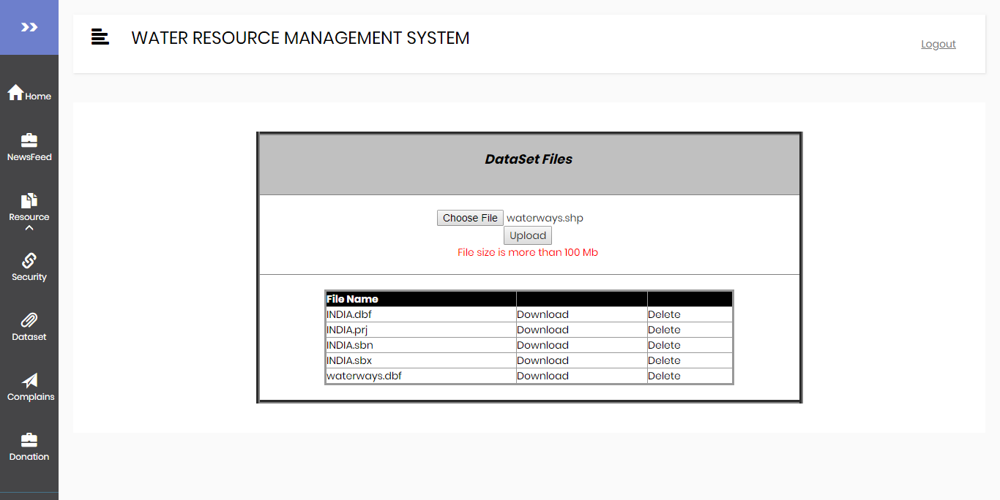 WATER RESOURCE MANAGEMENT SYSTEM
Logout
Home
NewsFeed
Resource
Security
Dataset
Complains
Donation
DataSet Files
Choose File waterways.shp
Upload
File size is more than 100 Mb
File Name
INDIA.dbf Download Delete
INDIA.prj Download Delete
INDIA.sbn Download Delete
INDIA.sbx Download Delete
waterways.dbf Download Delete